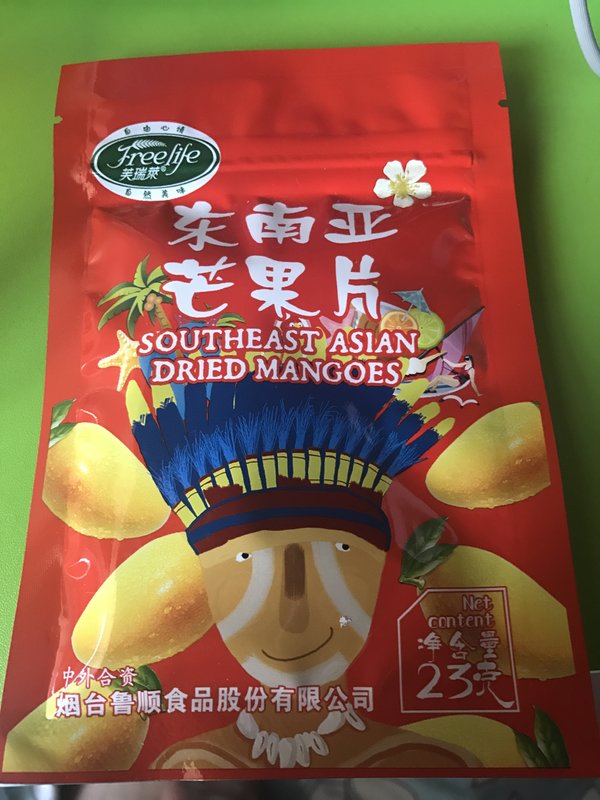 自由心情
Freelife
芙瑞萊®
自然美味
东南亚
芒果片
SOUTHEAST ASIAN
DRIED MANGOES
Net
content
净含量
23克
中外合资
烟台鲁顺食品股份有限公司